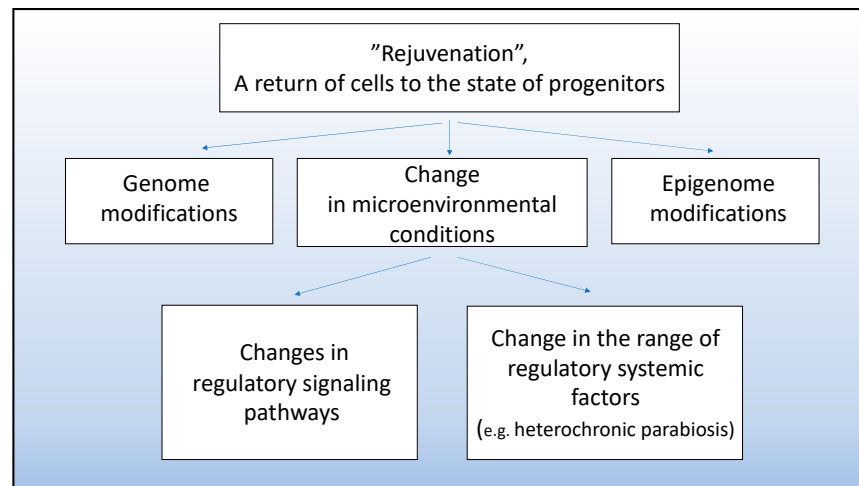 ”Rejuvenation”,
A return of cells to the state of progenitors
Genome
modifications
Change
in microenvironmental
conditions
Epigenome
modifications
Changes in
regulatory signaling
pathways
Change in the range of
regulatory systemic
factors
(e.g. heterochronic parabiosis)